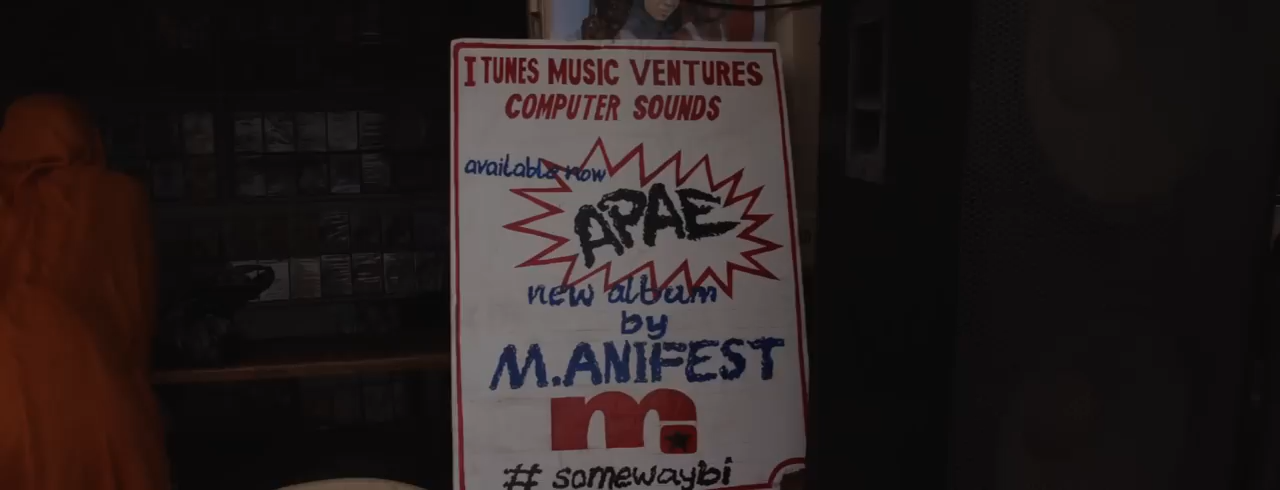 I TUNES MUSIC VENTURES
COMPUTER SOUNDS
available now
APAE
new album
by
M.ANIFEST
m.
# somewaybi